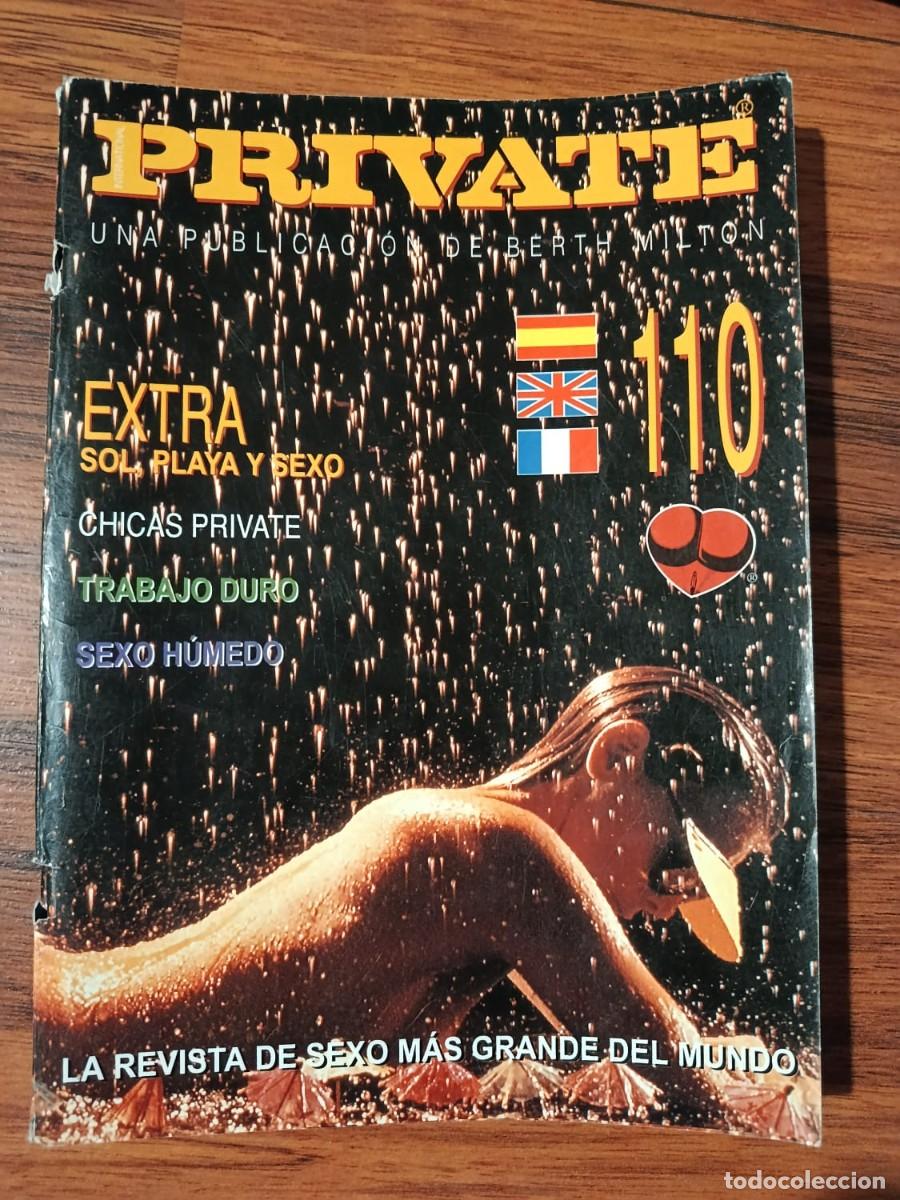 PRIVATE ®
UNA PUBLICACIÓN DE BERTH MILTON
110
EXTRA
SOL, PLAYA Y SEXO
CHICAS PRIVATE
®
TRABAJO DURO
SEXO HÚMEDO
LA REVISTA DE SEXO MÁS GRANDE DEL MUNDO
todocoleccion